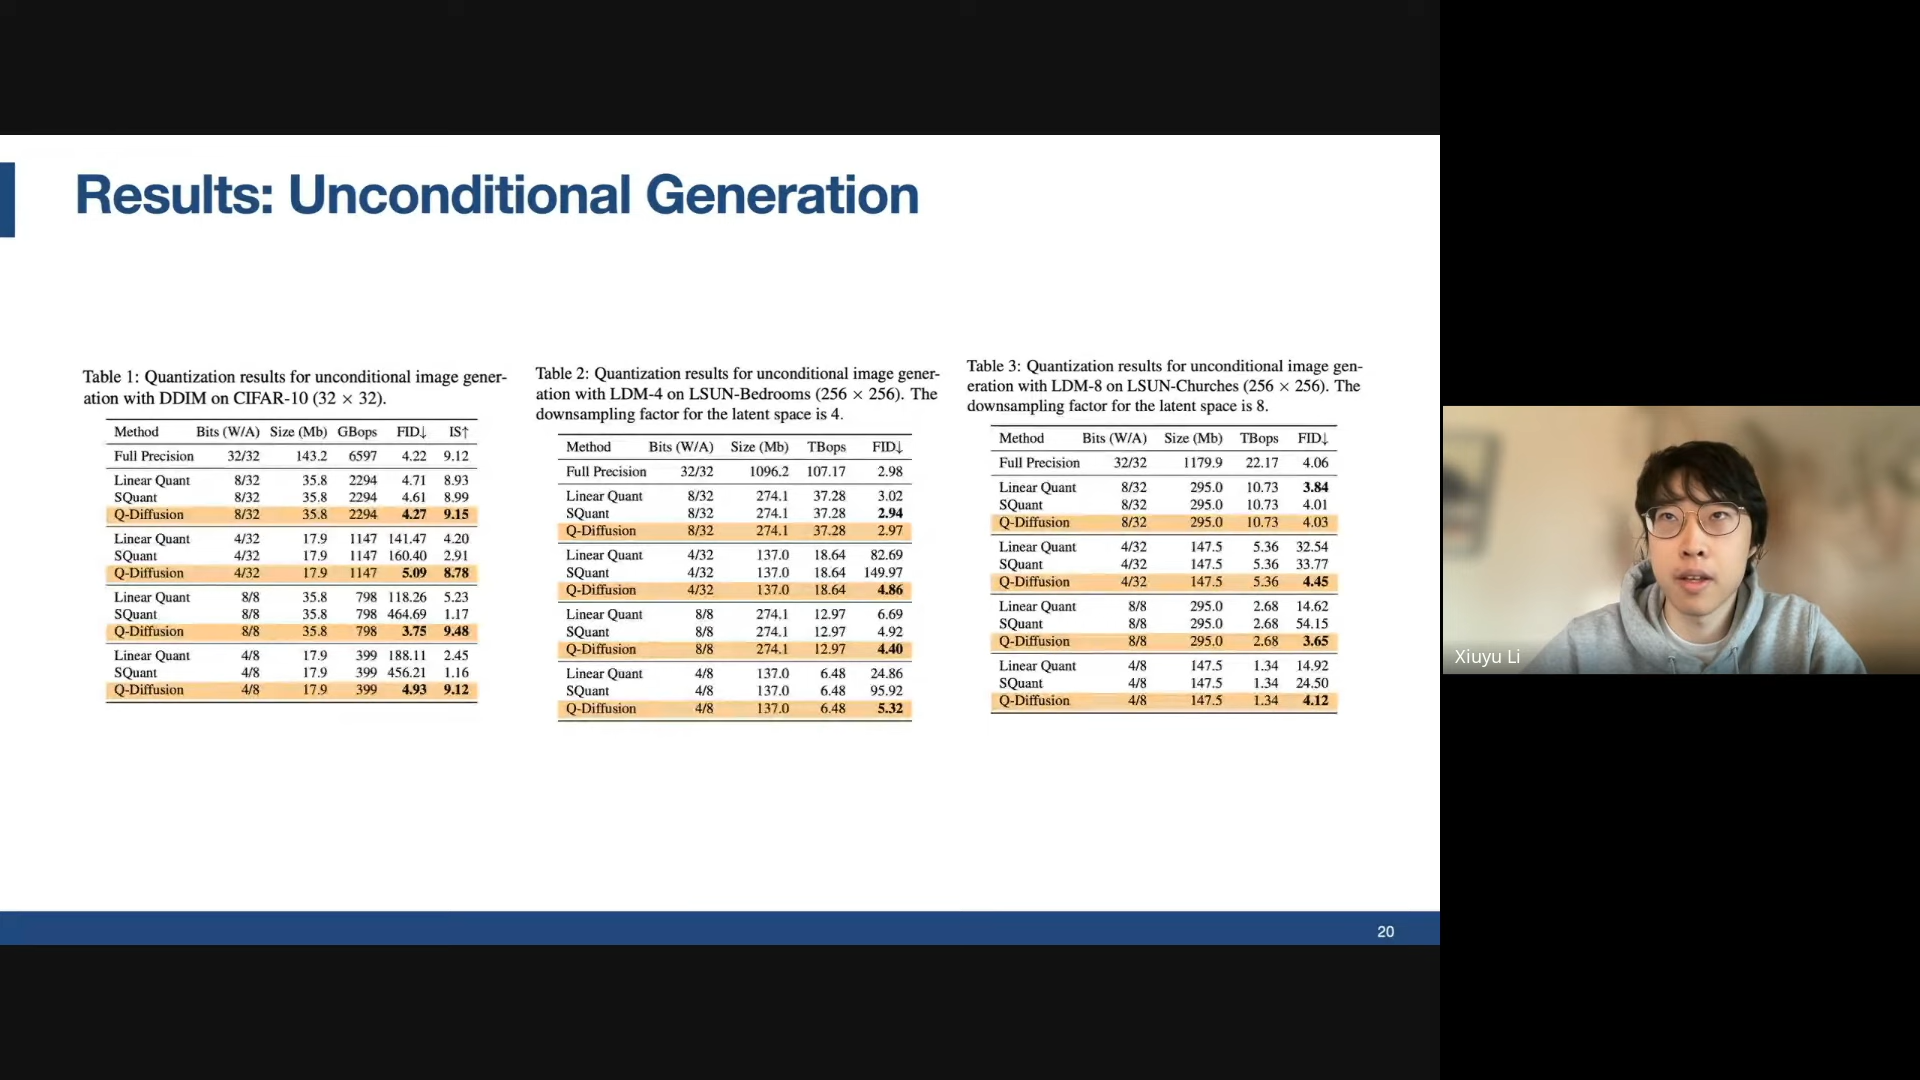 Results: Unconditional Generation
Table 1: Quantization results for unconditional image gener-
ation with DDIM on CIFAR-10 (32 × 32).
Method Bits (W/A) Size (Mb) GBops FID↓ IS↑
Full Precision 32/32 143.2 6597 4.22 9.12
Linear Quant 8/32 35.8 2294 4.71 8.93
SQuant 8/32 35.8 2294 4.61 8.99
Q-Diffusion 8/32 35.8 2294 4.27 9.15
Linear Quant 4/32 17.9 1147 141.47 4.20
SQuant 4/32 17.9 1147 160.40 2.91
Q-Diffusion 4/32 17.9 1147 5.09 8.78
Linear Quant 8/8 35.8 798 118.26 5.23
SQuant 8/8 35.8 798 464.69 1.17
Q-Diffusion 8/8 35.8 798 3.75 9.48
Linear Quant 4/8 17.9 399 188.11 2.45
SQuant 4/8 17.9 399 456.21 1.16
Q-Diffusion 4/8 17.9 399 4.93 9.12
Table 2: Quantization results for unconditional image gener-
ation with LDM-4 on LSUN-Bedrooms (256 × 256). The
downsampling factor for the latent space is 4.
Method Bits (W/A) Size (Mb) TBops FID↓
Full Precision 32/32 1096.2 107.17 2.98
Linear Quant 8/32 274.1 37.28 3.02
SQuant 8/32 274.1 37.28 2.94
Q-Diffusion 8/32 274.1 37.28 2.97
Linear Quant 4/32 137.0 18.64 82.69
SQuant 4/32 137.0 18.64 149.97
Q-Diffusion 4/32 137.0 18.64 4.86
Linear Quant 8/8 274.1 12.97 6.69
SQuant 8/8 274.1 12.97 4.92
Q-Diffusion 8/8 274.1 12.97 4.40
Linear Quant 4/8 137.0 6.48 24.86
SQuant 4/8 137.0 6.48 95.92
Q-Diffusion 4/8 137.0 6.48 5.32
Table 3: Quantization results for unconditional image gen-
eration with LDM-8 on LSUN-Churches (256 × 256). The
downsampling factor for the latent space is 8.
Method Bits (W/A) Size (Mb) TBops FID↓
Full Precision 32/32 1179.9 22.17 4.06
Linear Quant 8/32 295.0 10.73 3.84
SQuant 8/32 295.0 10.73 4.01
Q-Diffusion 8/32 295.0 10.73 4.03
Linear Quant 4/32 147.5 5.36 32.54
SQuant 4/32 147.5 5.36 33.77
Q-Diffusion 4/32 147.5 5.36 4.45
Linear Quant 8/8 295.0 2.68 14.62
SQuant 8/8 295.0 2.68 54.15
Q-Diffusion 8/8 295.0 2.68 3.65
Linear Quant 4/8 147.5 1.34 14.92
SQuant 4/8 147.5 1.34 24.50
Q-Diffusion 4/8 147.5 1.34 4.12
Xiuyu Li
20